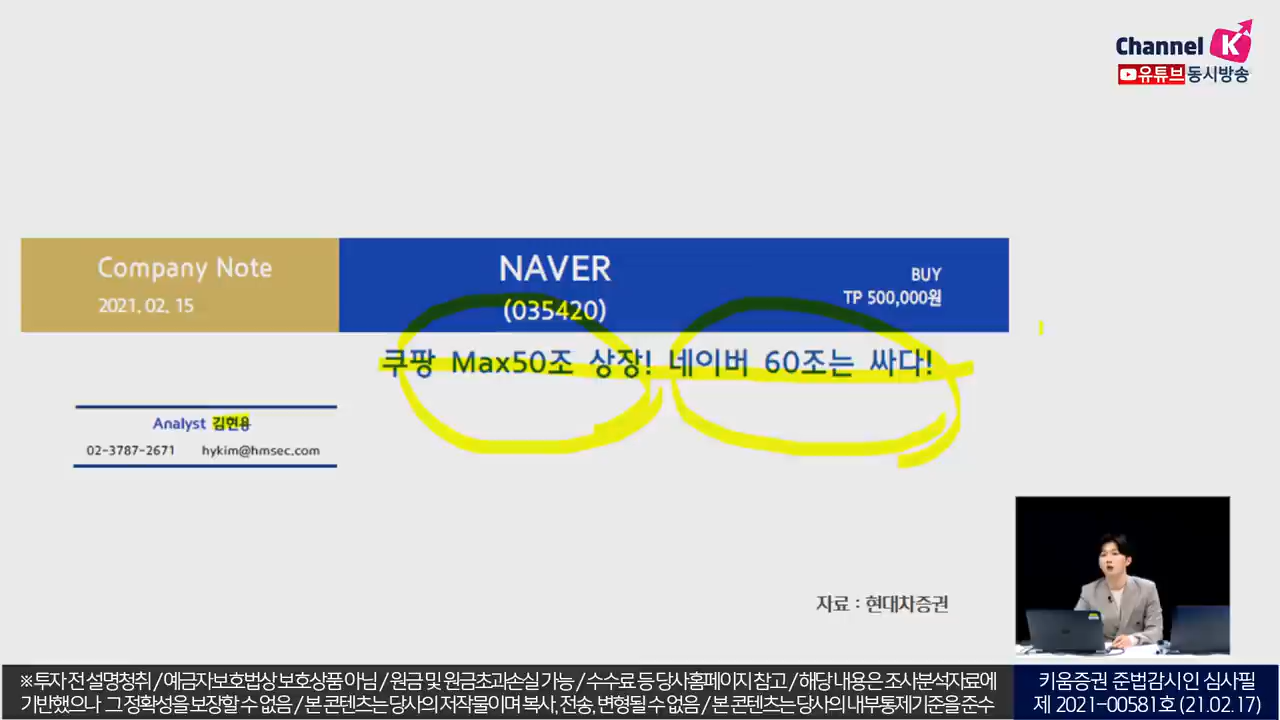 Channel K
유튜브 동시방송
Company Note
2021. 02. 15
NAVER
(035420)
BUY
TP 500,000원
쿠팡 Max50조 상장! 네이버 60조는 싸다!
Analyst 김현용
02-3787-2671 hykim@hmsec.com
자료 : 현대차증권
※ 투자 전 설명청취 / 예금자보호법상 보호상품 아님 / 원금 및 원금초과손실 가능 / 수수료 등 당사홈페이지 참고 / 해당 내용은 조사분석자료에
기반했으나 그 정확성을 보장할 수 없음 / 본 콘텐츠는 당사의 저작물이며 복사, 전송, 변형될 수 없음 / 본 콘텐츠는 당사의 내부통제기준을 준수
키움증권 준법감시인 심사필
제 2021-00581호 (21.02.17)